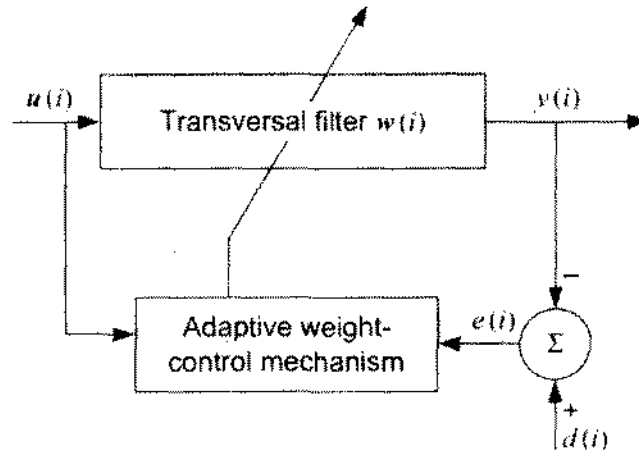 u(i)
Transversal filter w(i)
y(i)
−
Adaptive weight-
control mechanism
e(i)
Σ
+
d(i)